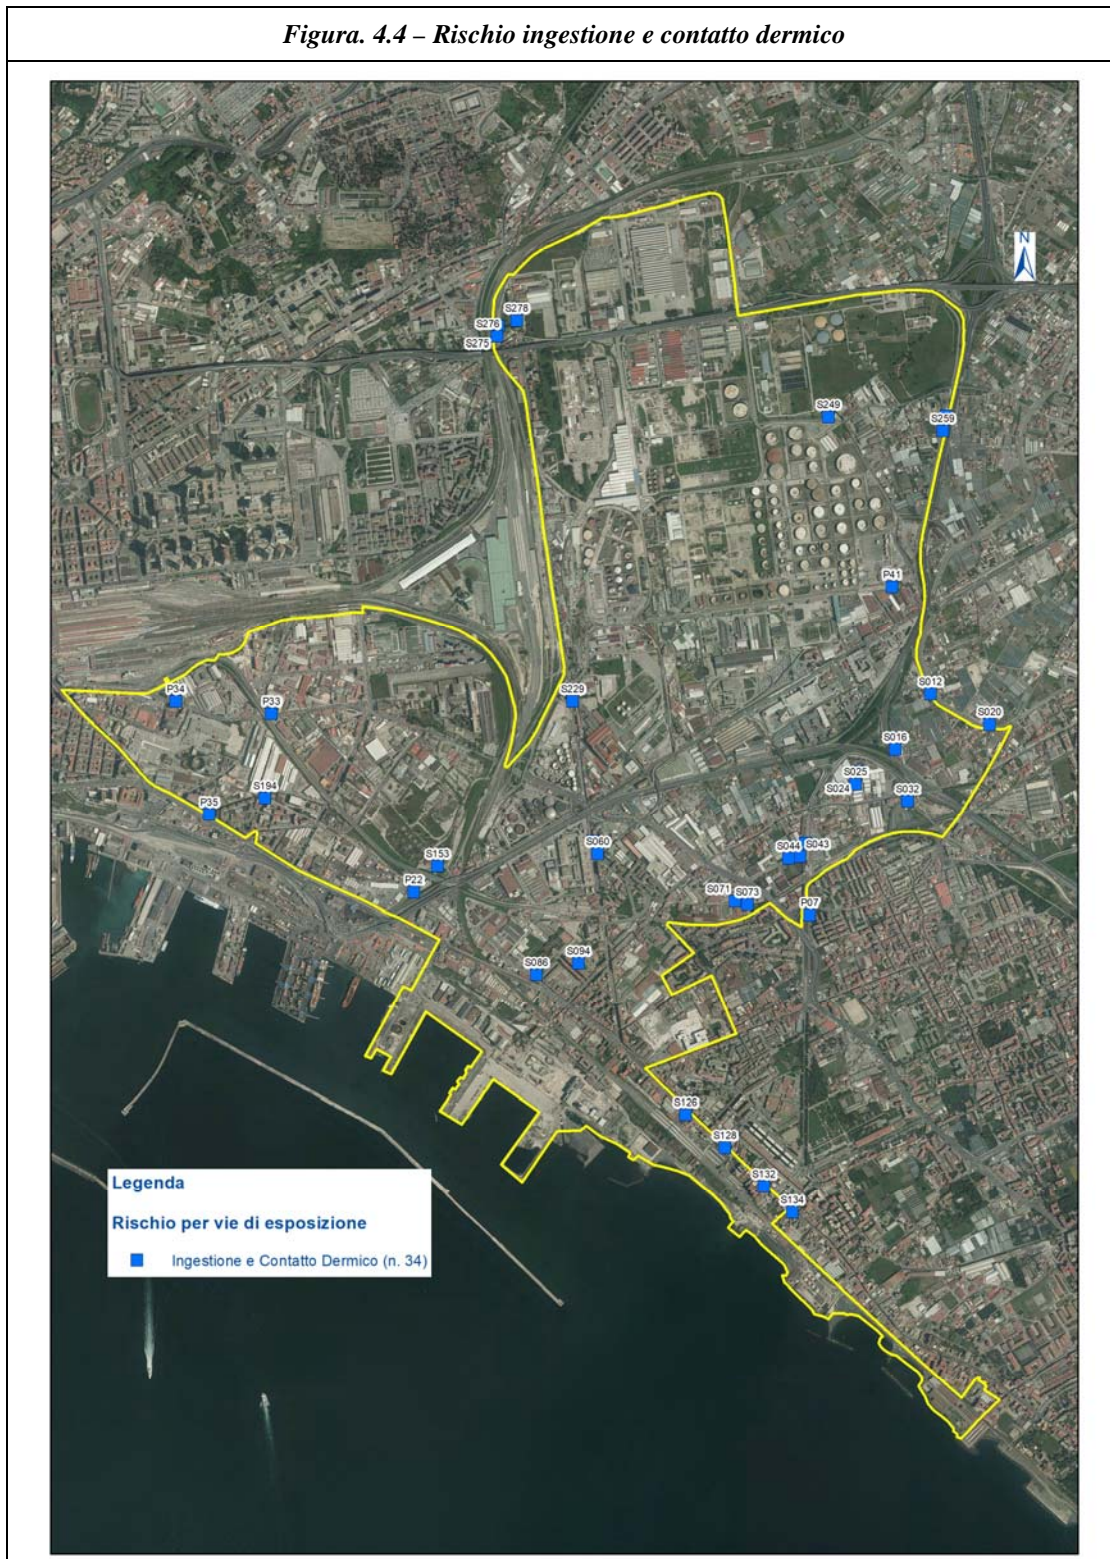 Figura. 4.4 – Rischio ingestione e contatto dermico
N
S278
S276
S275
S249
S259
P41
S012
S020
P34
P33
S229
S016
S025
S024
S032
S194
P35
S060
S044
S043
S153
P22
S071
S073
P07
S094
S086
S126
S128
S132
S134
Legenda
Rischio per vie di esposizione
Ingestione e Contatto Dermico (n. 34)